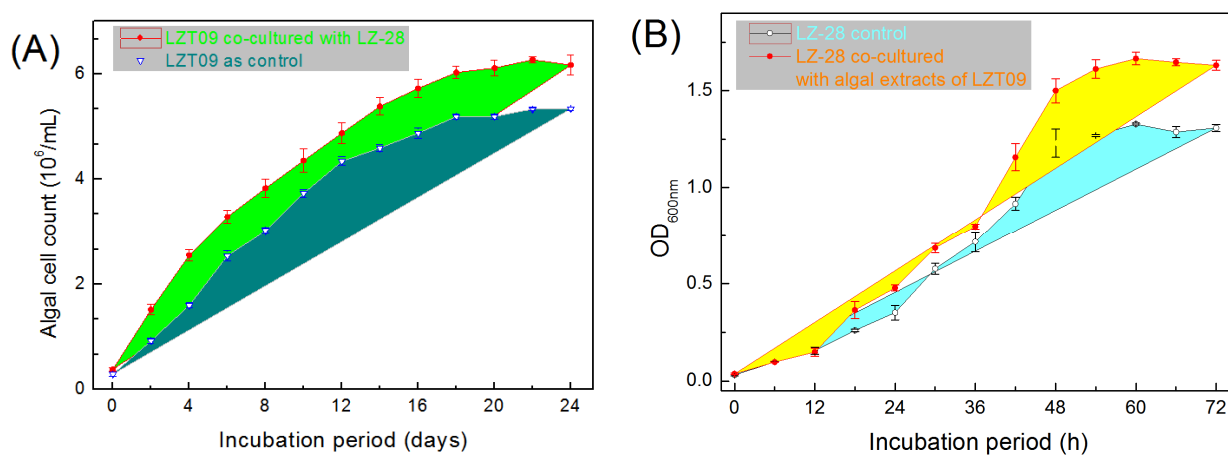 (A)
LZT09 co-cultured with LZ-28
LZT09 as control
6
4
2
0
Algal cell count (10⁶/mL)
0 4 8 12 16 20 24
Incubation period (days)
(B)
LZ-28 control
LZ-28 co-cultured
with algal extracts of LZT09
1.5
1.0
0.5
0.0
OD600nm
0 12 24 36 48 60 72
Incubation period (h)